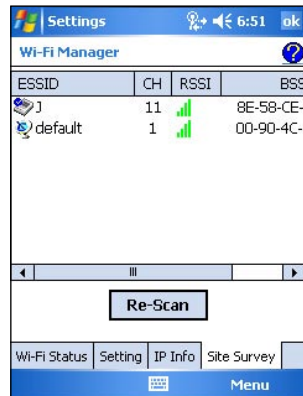 Settings 6:51 ok
Wi-Fi Manager ?
ESSID CH RSSI BSS
J 11 8E-58-CE-
default 1 00-90-4C-
Re-Scan
Wi-Fi Status Setting IP Info Site Survey
Menu